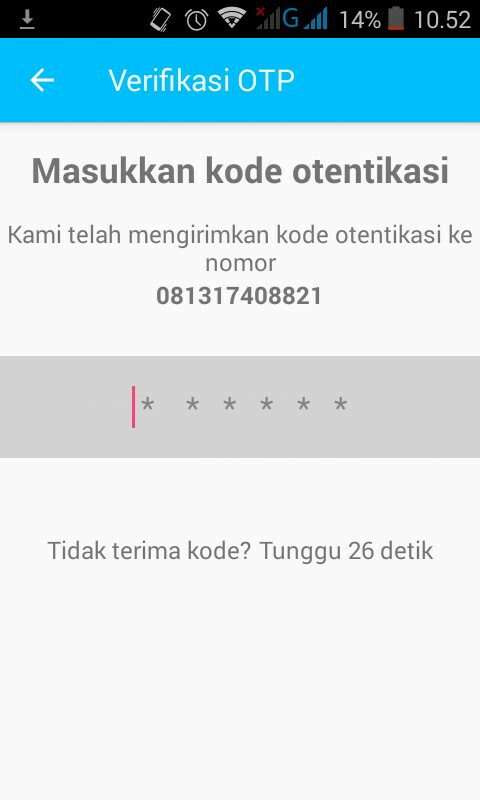 G 14% 10.52
Verifikasi OTP
Masukkan kode otentikasi
Kami telah mengirimkan kode otentikasi ke
nomor
081317408821
* * * * * *
Tidak terima kode? Tunggu 26 detik